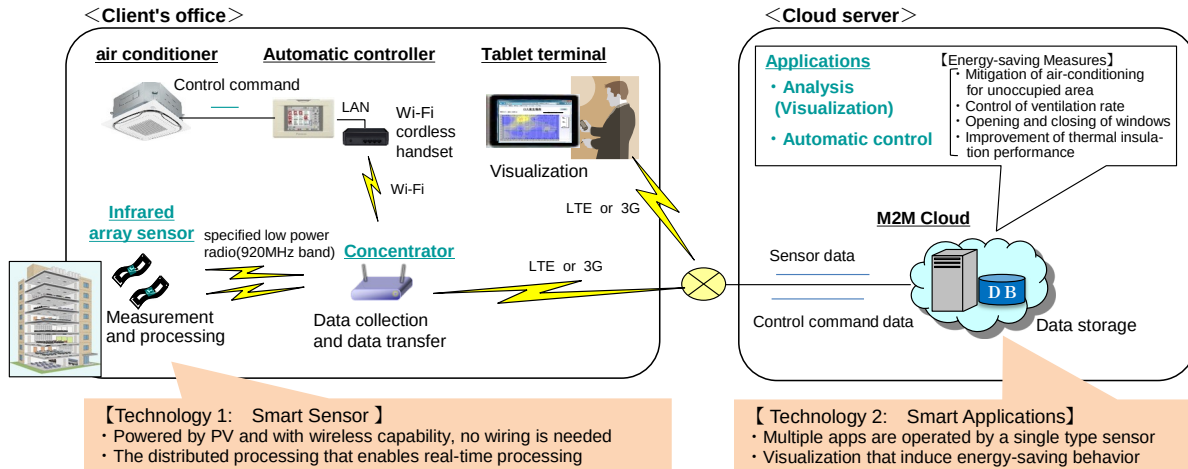 ＜Client's office＞
air conditioner
Automatic controller
Tablet terminal
Control command
LAN
Wi-Fi
cordless
handset
Visualization
Wi-Fi
LTE or 3G
Infrared
array sensor
specified low power
radio(920MHz band)
Concentrator
LTE or 3G
Measurement
and processing
Data collection
and data transfer
＜Cloud server＞
Applications
・Analysis
(Visualization)
・Automatic control
【Energy-saving Measures】
・Mitigation of air-conditioning
for unoccupied area
・Control of ventilation rate
・Opening and closing of windows
・Improvement of thermal insula-
tion performance
M2M Cloud
Sensor data
DB
Control command data
Data storage
【Technology 1: Smart Sensor】
・Powered by PV and with wireless capability, no wiring is needed
・The distributed processing that enables real-time processing
【Technology 2: Smart Applications】
・Multiple apps are operated by a single type sensor
・Visualization that induce energy-saving behavior